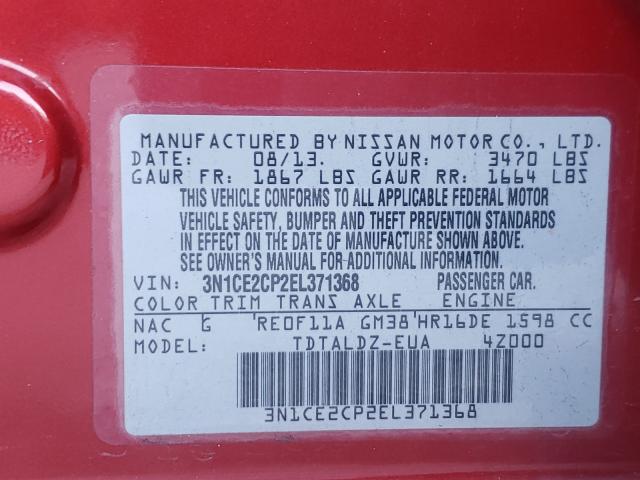 MANUFACTURED BY NISSAN MOTOR CO., LTD.
DATE: 08/13. GVWR: 3470 LBS
GAWR FR: 1867 LBS GAWR RR: 1664 LBS
THIS VEHICLE CONFORMS TO ALL APPLICABLE FEDERAL MOTOR
VEHICLE SAFETY, BUMPER AND THEFT PREVENTION STANDARDS
IN EFFECT ON THE DATE OF MANUFACTURE SHOWN ABOVE.
SEE OWNER'S MANUAL FOR ADDITIONAL INFORMATION.
VIN: 3N1CE2CP2EL371368 PASSENGER CAR.
COLOR TRIM TRANS AXLE ENGINE
NAC G RE0F11A GM38 HR16DE 1598 CC
MODEL: TDTALDZ-EUA 4Z000
3N1CE2CP2EL371368